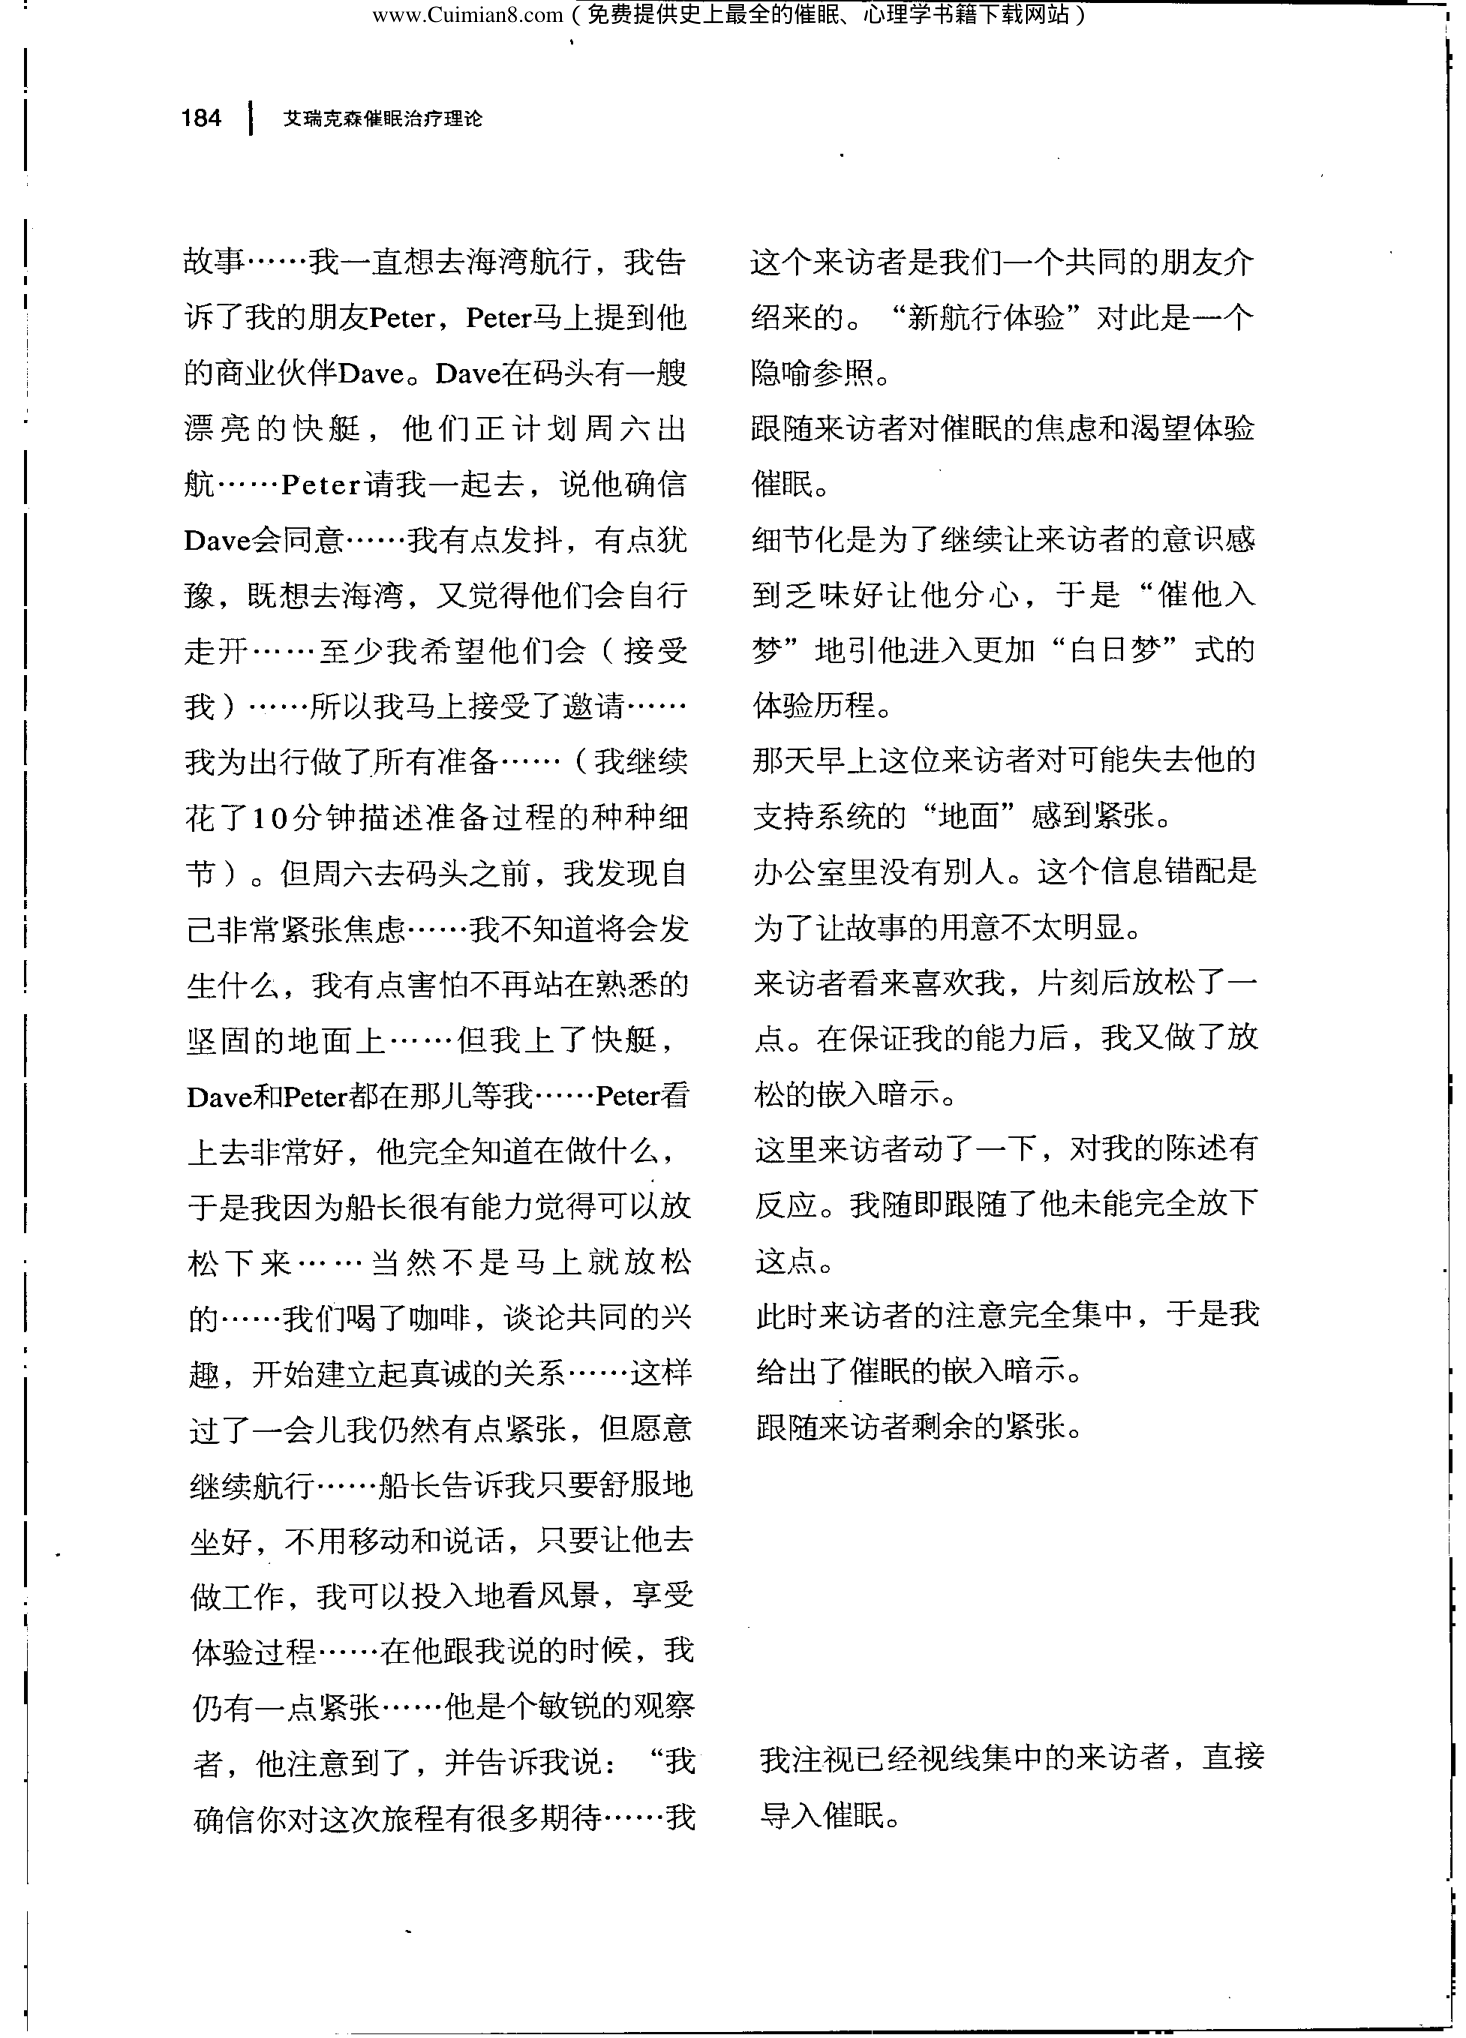 www.Cuimian8.com（免费提供史上最全的催眠、心理学书籍下载网站）
184 | 艾瑞克森催眠治疗理论
故事……我一直想去海湾航行，我告
诉了我的朋友Peter，Peter马上提到他
的商业伙伴Dave。Dave在码头有一艘
漂亮的快艇，他们正计划周六出
航……Peter请我一起去，说他确信
Dave会同意……我有点发抖，有点犹
豫，既想去海湾，又觉得他们会自行
走开……至少我希望他们会（接受
我）……所以我马上接受了邀请……
我为出行做了所有准备……（我继续
花了10分钟描述准备过程的种种细
节）。但周六去码头之前，我发现自
己非常紧张焦虑……我不知道将会发
生什么，我有点害怕不再站在熟悉的
坚固的地面上……但我上了快艇，
Dave和Peter都在那儿等我……Peter看
上去非常好，他完全知道在做什么，
于是我因为船长很有能力觉得可以放
松下来……当然不是马上就放松
的……我们喝了咖啡，谈论共同的兴
趣，开始建立起真诚的关系……这样
过了一会儿我仍然有点紧张，但愿意
继续航行……船长告诉我只要舒服地
坐好，不用移动和说话，只要让他去
做工作，我可以投入地看风景，享受
体验过程……在他跟我说的时候，我
仍有一点紧张……他是个敏锐的观察
者，他注意到了，并告诉我说：“我
确信你对这次旅程有很多期待……我
这个来访者是我们一个共同的朋友介
绍来的。“新航行体验”对此是一个
隐喻参照。
跟随来访者对催眠的焦虑和渴望体验
催眠。
细节化是为了继续让来访者的意识感
到乏味好让他分心，于是“催他入
梦”地引他进入更加“白日梦”式的
体验历程。
那天早上这位来访者对可能失去他的
支持系统的“地面”感到紧张。
办公室里没有别人。这个信息错配是
为了让故事的用意不太明显。
来访者看来喜欢我，片刻后放松了一
点。在保证我的能力后，我又做了放
松的嵌入暗示。
这里来访者动了一下，对我的陈述有
反应。我随即跟随了他未能完全放下
这点。
此时来访者的注意完全集中，于是我
给出了催眠的嵌入暗示。
跟随来访者剩余的紧张。
我注视已经视线集中的来访者，直接
导入催眠。